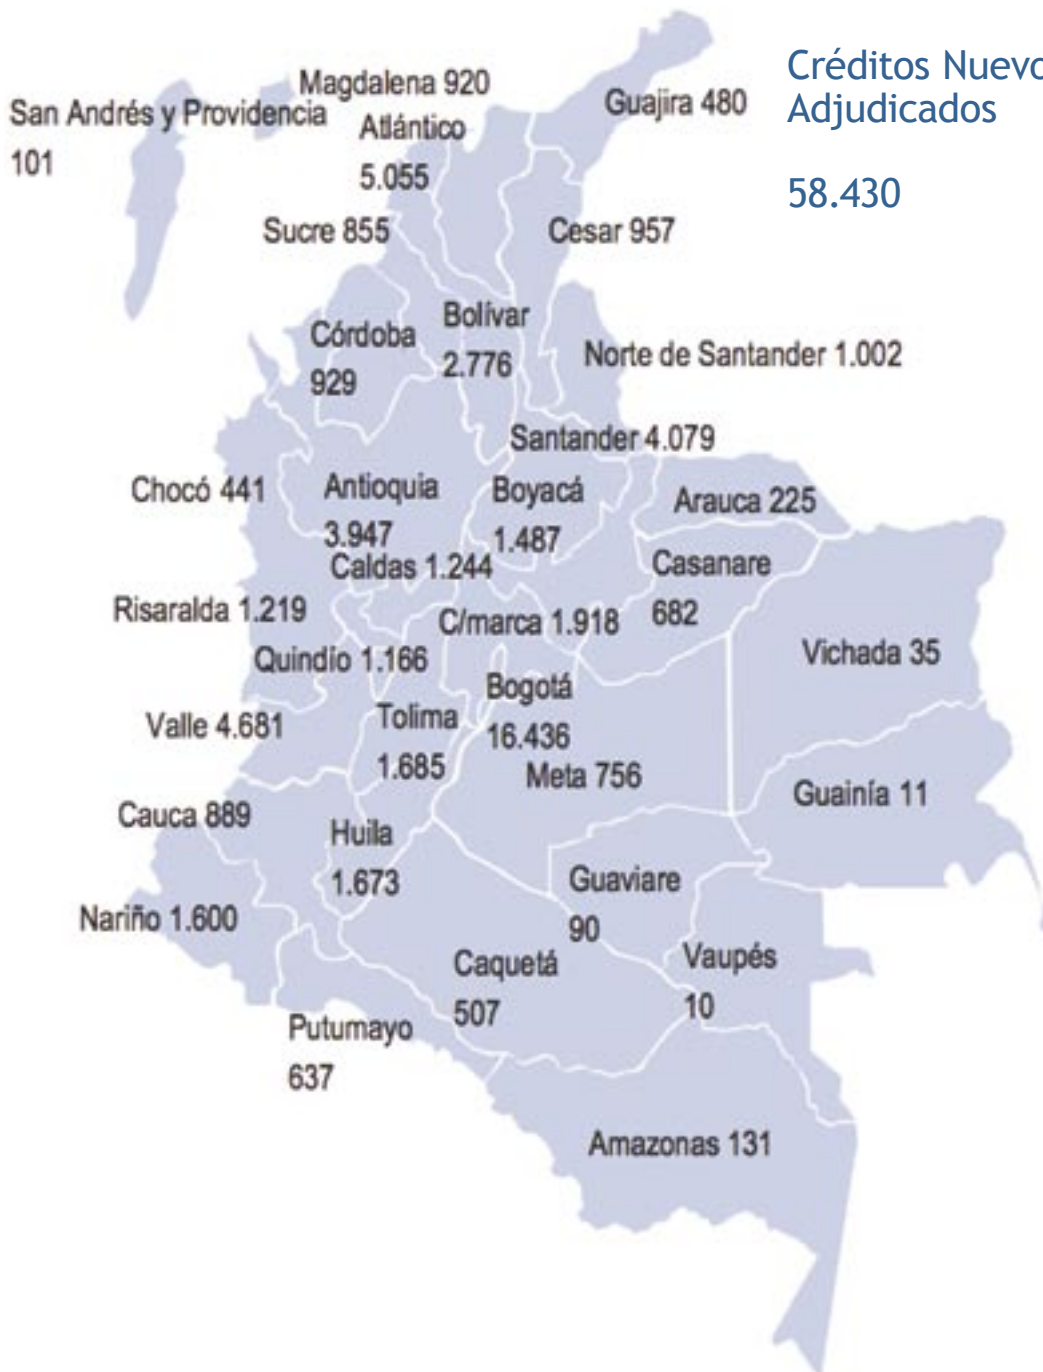 Créditos Nuevo
Adjudicados
58.430
Magdalena 920
Guajira 480
San Andrés y Providencia
101
Atlántico
5.055
Sucre 855
Cesar 957
Bolívar
2.776
Córdoba
929
Norte de Santander 1.002
Santander 4.079
Chocó 441
Antioquia
3.947
Boyacá
1.487
Arauca 225
Caldas 1.244
Casanare
682
Risaralda 1.219
C/marca 1.918
Quindío 1.166
Vichada 35
Bogotá
16.436
Valle 4.681
Tolima
1.685
Meta 756
Guainía 11
Cauca 889
Huila
1.673
Guaviare
90
Nariño 1.600
Caquetá
507
Vaupés
10
Putumayo
637
Amazonas 131